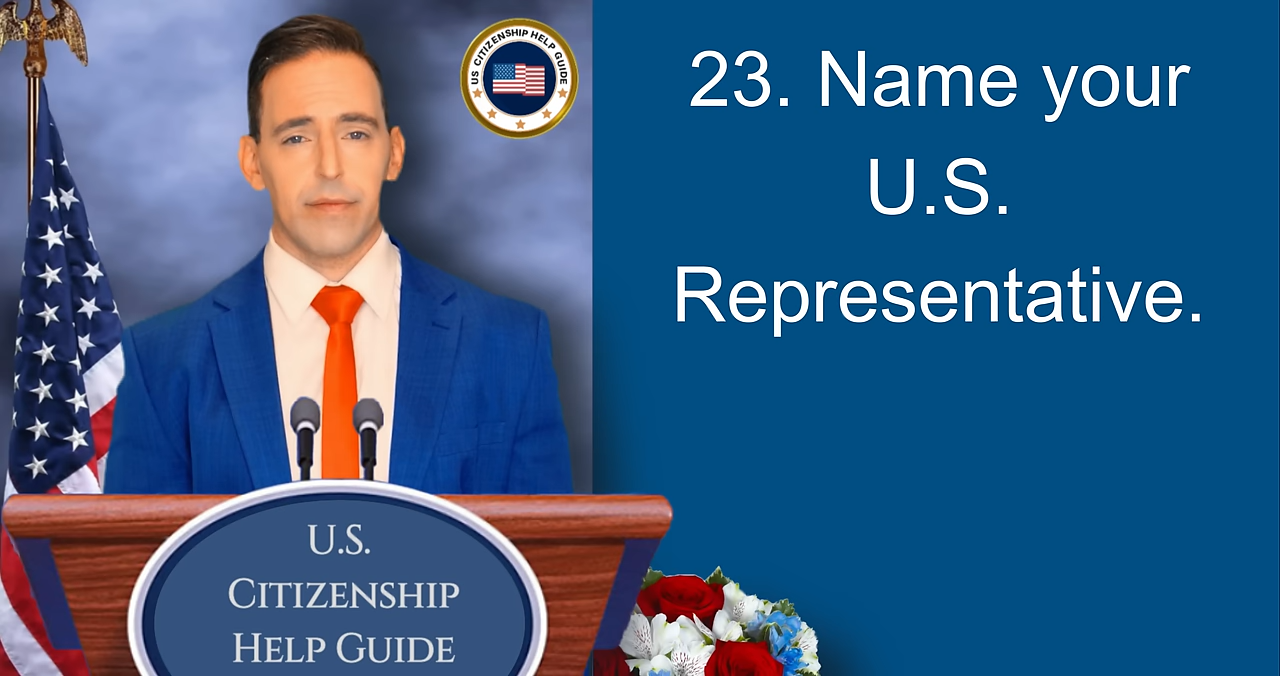 US CITIZENSHIP HELP GUIDE
23. Name your
U.S.
Representative.
U.S.
CITIZENSHIP
HELP GUIDE